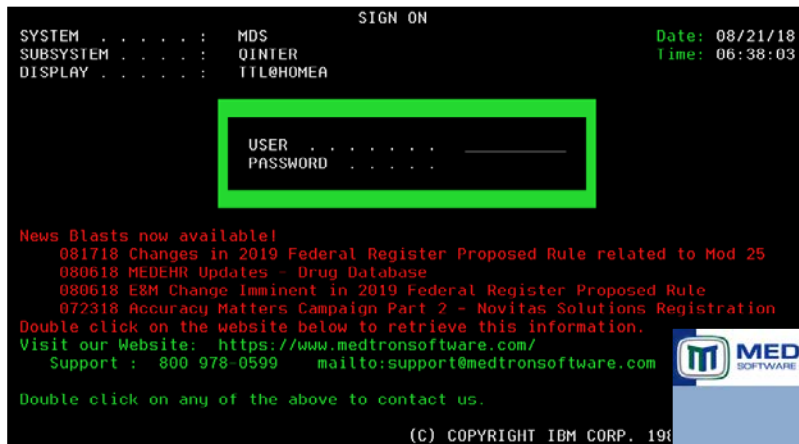 SIGN ON
SYSTEM . . . . . : MDS Date: 08/21/18
SUBSYSTEM . . . . : QINTER Time: 06:38:03
DISPLAY . . . . . : TTL@HOMEA
USER . . . . . . .
PASSWORD . . . . .
News Blasts now available!
081718 Changes in 2019 Federal Register Proposed Rule related to Mod 25
080618 MEDEHR Updates - Drug Database
080618 E&M Change Imminent in 2019 Federal Register Proposed Rule
072318 Accuracy Matters Campaign Part 2 - Novitas Solutions Registration
Double click on the website below to retrieve this information.
Visit our Website: https://www.medtronsoftware.com/
Support : 800 978-0599 mailto:support@medtronsoftware.com
MED
SOFTWARE
Double click on any of the above to contact us.
(C) COPYRIGHT IBM CORP.